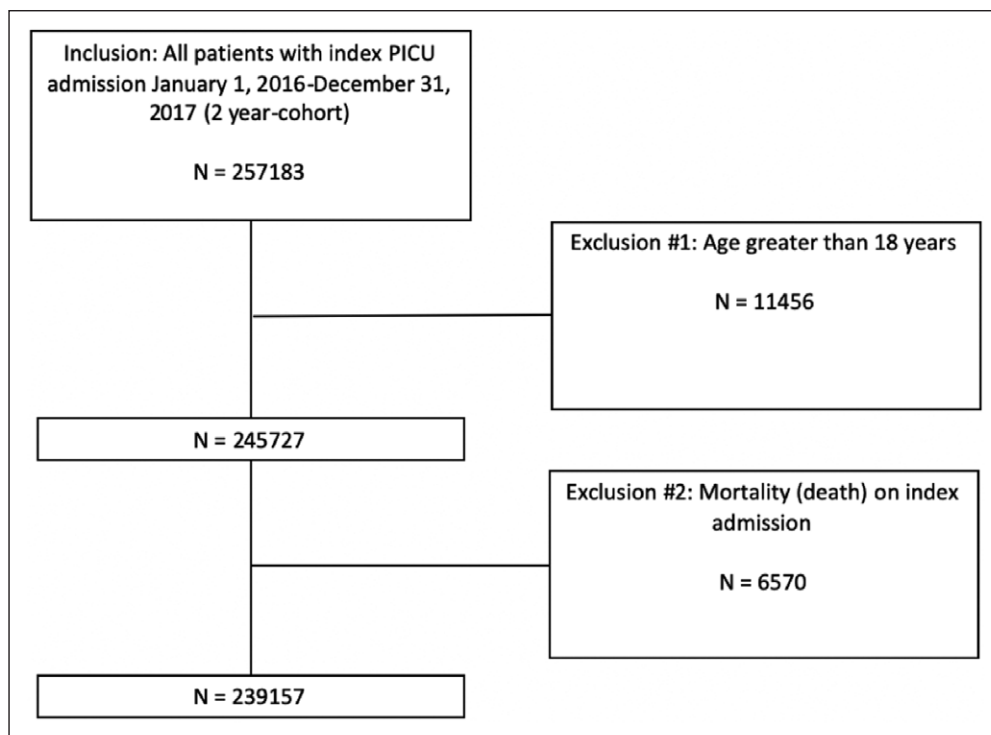 Inclusion: All patients with index PICU
admission January 1, 2016-December 31,
2017 (2 year-cohort)
N = 257183
Exclusion #1: Age greater than 18 years
N = 11456
N = 245727
Exclusion #2: Mortality (death) on index
admission
N = 6570
N = 239157